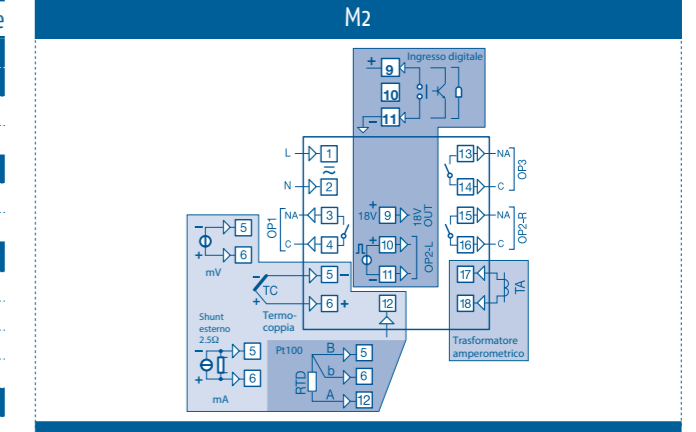 e
M2
Ingresso digitale
+ 9
10
11
–
L 1
N 2
OP1
NA 3
C 4
5 –
6 +
+
18V 9
18V OUT
+ 10
– 11
OP2-L
13 NA
14 C
OP3
15 NA
16 C
OP2-R
17
18
TA
Trasformatore
amperometrico
12
– 5
+ 6
mV
–
TC
+
Termo-
coppia
Shunt
esterno
2.5Ω
– 5
+ 6
mA
Pt100
RTD
B 5
b 6
A 12